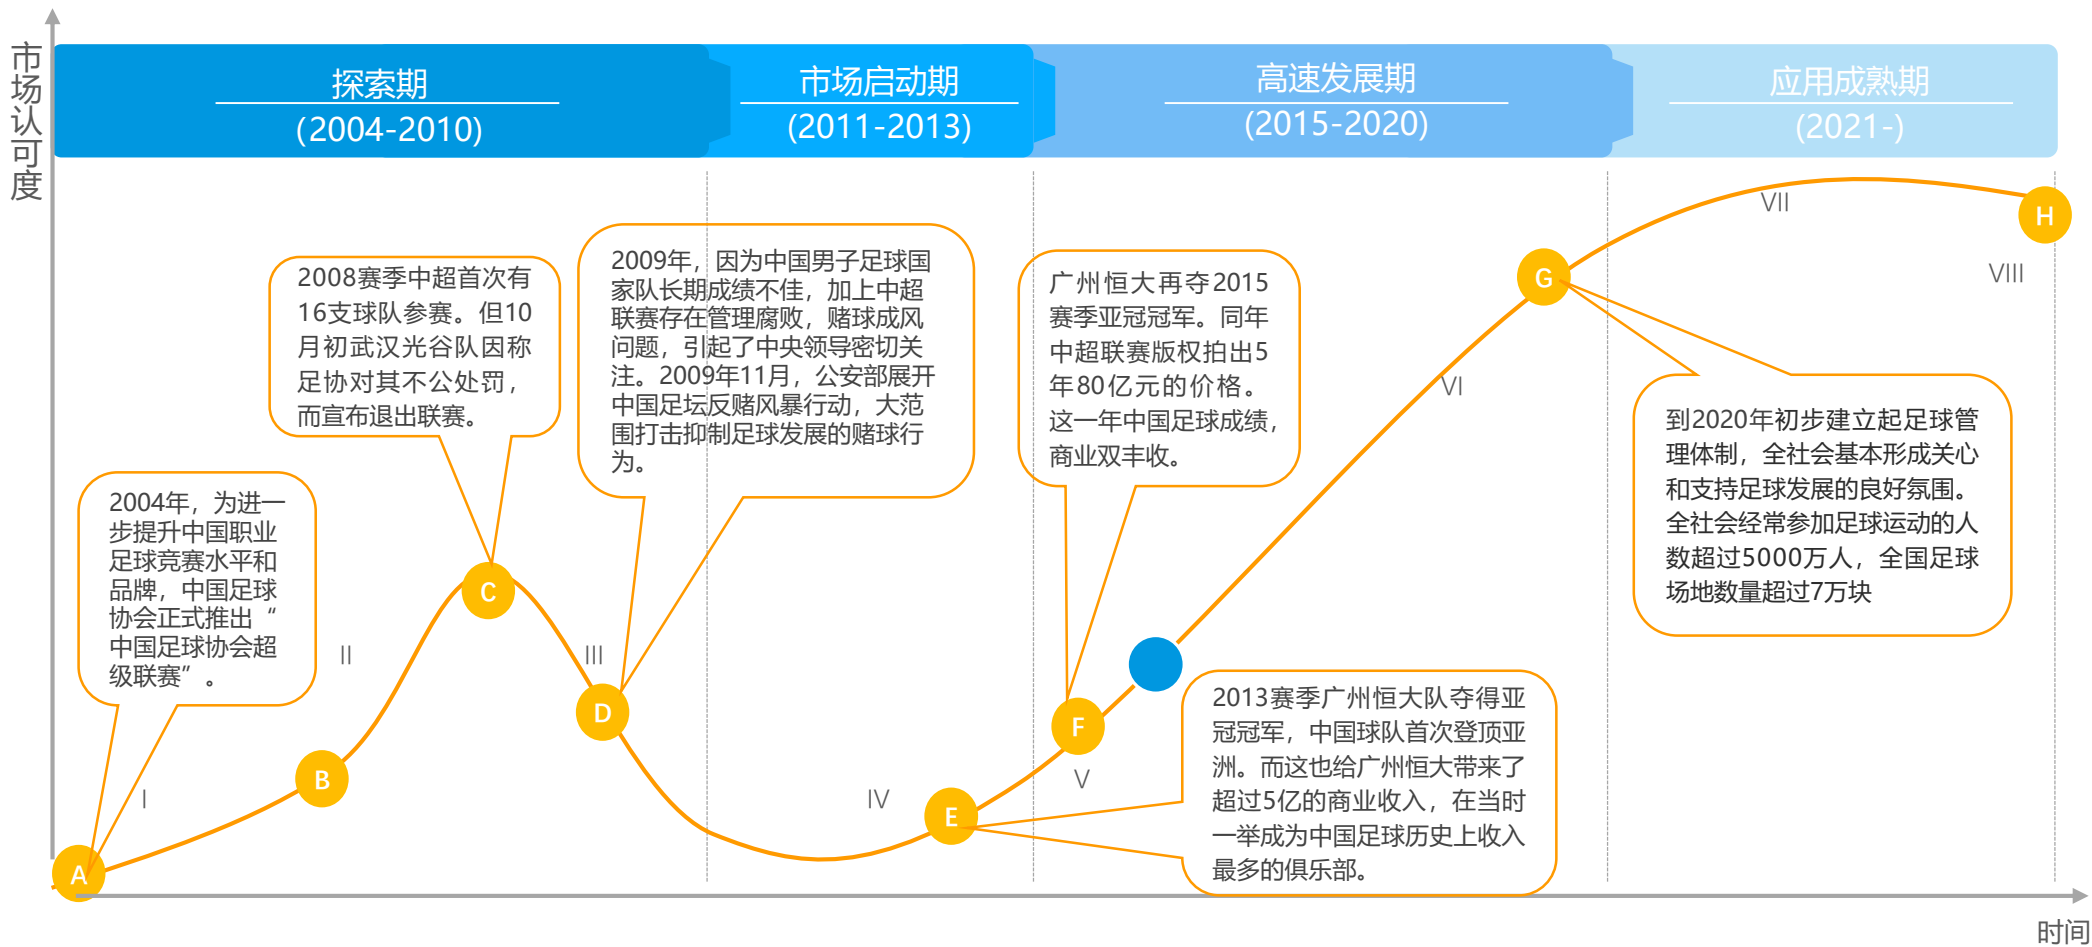 市场认可度
探索期
(2004-2010)
市场启动期
(2011-2013)
高速发展期
(2015-2020)
应用成熟期
(2021-)
2004年，为进一
步提升中国职业
足球竞赛水平和
品牌，中国足球
协会正式推出“
中国足球协会超
级联赛”。
2008赛季中超首次有
16支球队参赛。但10
月初武汉光谷队因称
足协对其不公处罚，
而宣布退出联赛。
2009年，因为中国男子足球国
家队长期成绩不佳，加上中超
联赛存在管理腐败，赌球成风
问题，引起了中央领导密切关
注。2009年11月，公安部展开
中国足坛反赌风暴行动，大范
围打击抑制足球发展的赌球行
为。
广州恒大再夺2015
赛季亚冠冠军。同年
中超联赛版权拍出5
年80亿元的价格。
这一年中国足球成绩，
商业双丰收。
2013赛季广州恒大队夺得亚
冠冠军，中国球队首次登顶亚
洲。而这也给广州恒大带来了
超过5亿的商业收入，在当时
一举成为中国足球历史上收入
最多的俱乐部。
到2020年初步建立起足球管
理体制，全社会基本形成关心
和支持足球发展的良好氛围。
全社会经常参加足球运动的人
数超过5000万人，全国足球
场地数量超过7万块
A
I
B
II
C
III
D
IV
E
V
F
VI
G
VII
H
VIII
时间